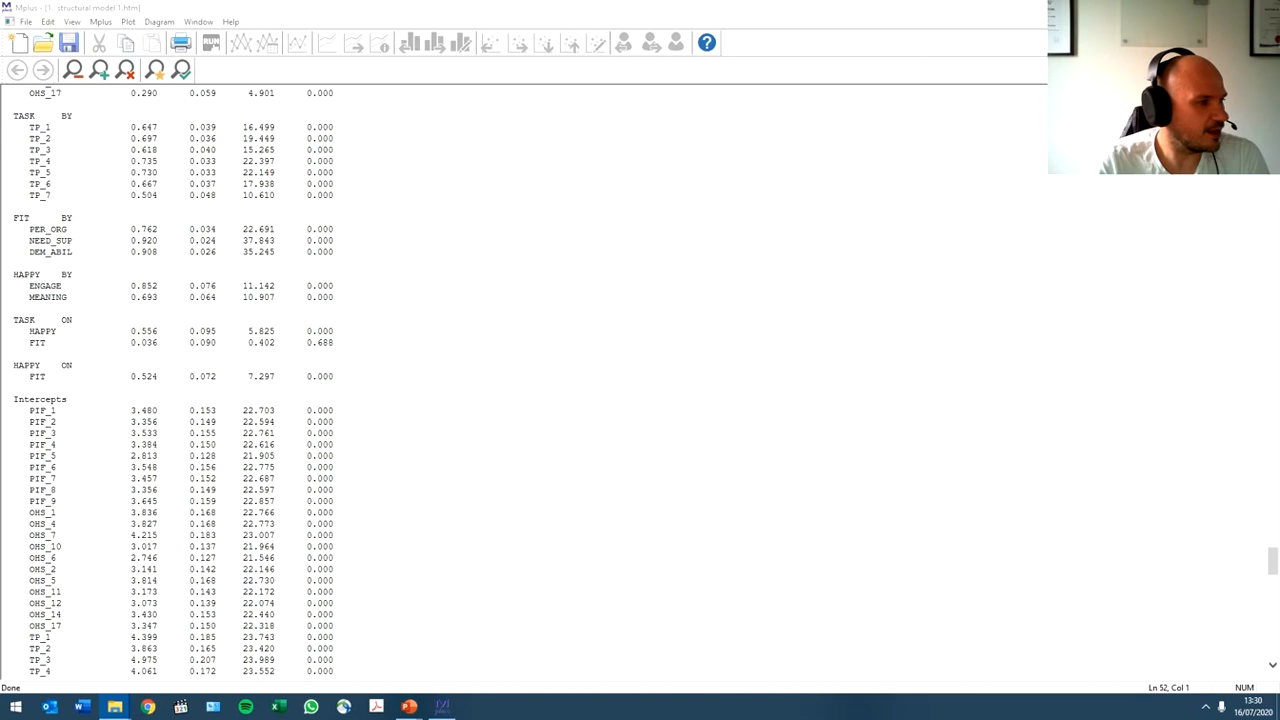 Mplus - [1. structural model 1.htm]
File Edit View Mplus Plot Diagram Window Help
RUN
OHS_17 0.290 0.059 4.901 0.000
TASK BY
TP_1 0.647 0.039 16.499 0.000
TP_2 0.697 0.036 19.449 0.000
TP_3 0.618 0.040 15.265 0.000
TP_4 0.735 0.033 22.397 0.000
TP_5 0.730 0.033 22.149 0.000
TP_6 0.667 0.037 17.938 0.000
TP_7 0.504 0.048 10.610 0.000
FIT BY
PER_ORG 0.762 0.034 22.691 0.000
NEED_SUP 0.920 0.024 37.843 0.000
DEM_ABIL 0.908 0.026 35.245 0.000
HAPPY BY
ENGAGE 0.852 0.076 11.142 0.000
MEANING 0.693 0.064 10.907 0.000
TASK ON
HAPPY 0.556 0.095 5.825 0.000
FIT 0.036 0.090 0.402 0.688
HAPPY ON
FIT 0.524 0.072 7.297 0.000
Intercepts
PIF_1 3.480 0.153 22.703 0.000
PIF_2 3.356 0.149 22.594 0.000
PIF_3 3.533 0.155 22.761 0.000
PIF_4 3.384 0.150 22.616 0.000
PIF_5 2.813 0.128 21.905 0.000
PIF_6 3.548 0.156 22.775 0.000
PIF_7 3.457 0.152 22.687 0.000
PIF_8 3.356 0.149 22.597 0.000
PIF_9 3.645 0.159 22.857 0.000
OHS_1 3.836 0.168 22.766 0.000
OHS_4 3.827 0.168 22.773 0.000
OHS_7 4.215 0.183 23.007 0.000
OHS_10 3.017 0.137 21.964 0.000
OHS_6 2.746 0.127 21.546 0.000
OHS_2 3.141 0.142 22.146 0.000
OHS_5 3.814 0.168 22.730 0.000
OHS_11 3.173 0.143 22.172 0.000
OHS_12 3.073 0.139 22.074 0.000
OHS_14 3.430 0.153 22.440 0.000
OHS_17 3.347 0.150 22.318 0.000
TP_1 4.399 0.185 23.743 0.000
TP_2 3.863 0.165 23.420 0.000
TP_3 4.975 0.207 23.989 0.000
TP_4 4.061 0.172 23.552 0.000
Done Ln 52, Col 1 NUM
13:30
16/07/2020